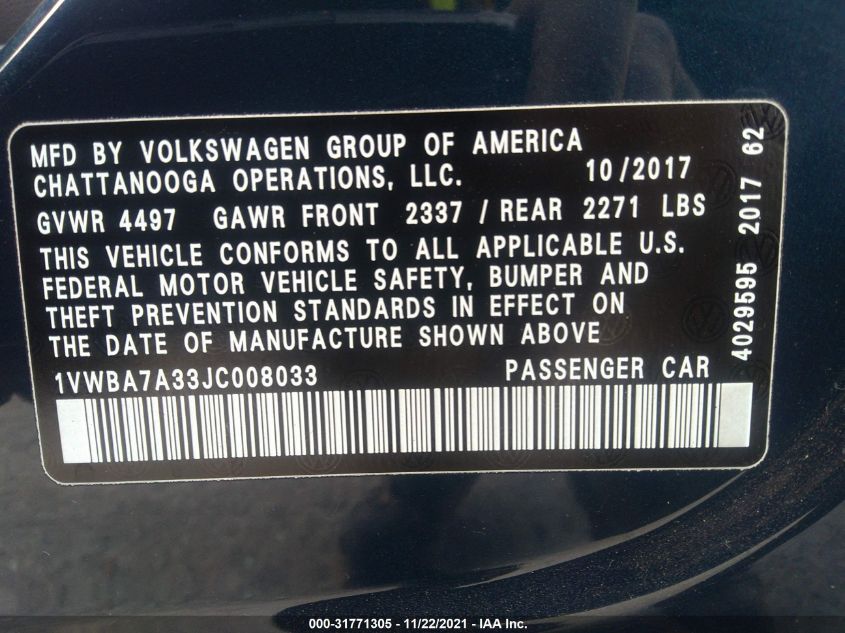 MFD BY VOLKSWAGEN GROUP OF AMERICA
CHATTANOOGA OPERATIONS, LLC. 10/2017
GVWR 4497 GAWR FRONT 2337 / REAR 2271 LBS
THIS VEHICLE CONFORMS TO ALL APPLICABLE U.S.
FEDERAL MOTOR VEHICLE SAFETY, BUMPER AND
THEFT PREVENTION STANDARDS IN EFFECT ON
THE DATE OF MANUFACTURE SHOWN ABOVE
1VWBA7A33JC008033 PASSENGER CAR
4029595 2017 62
000-31771305 - 11/22/2021 - IAA Inc.